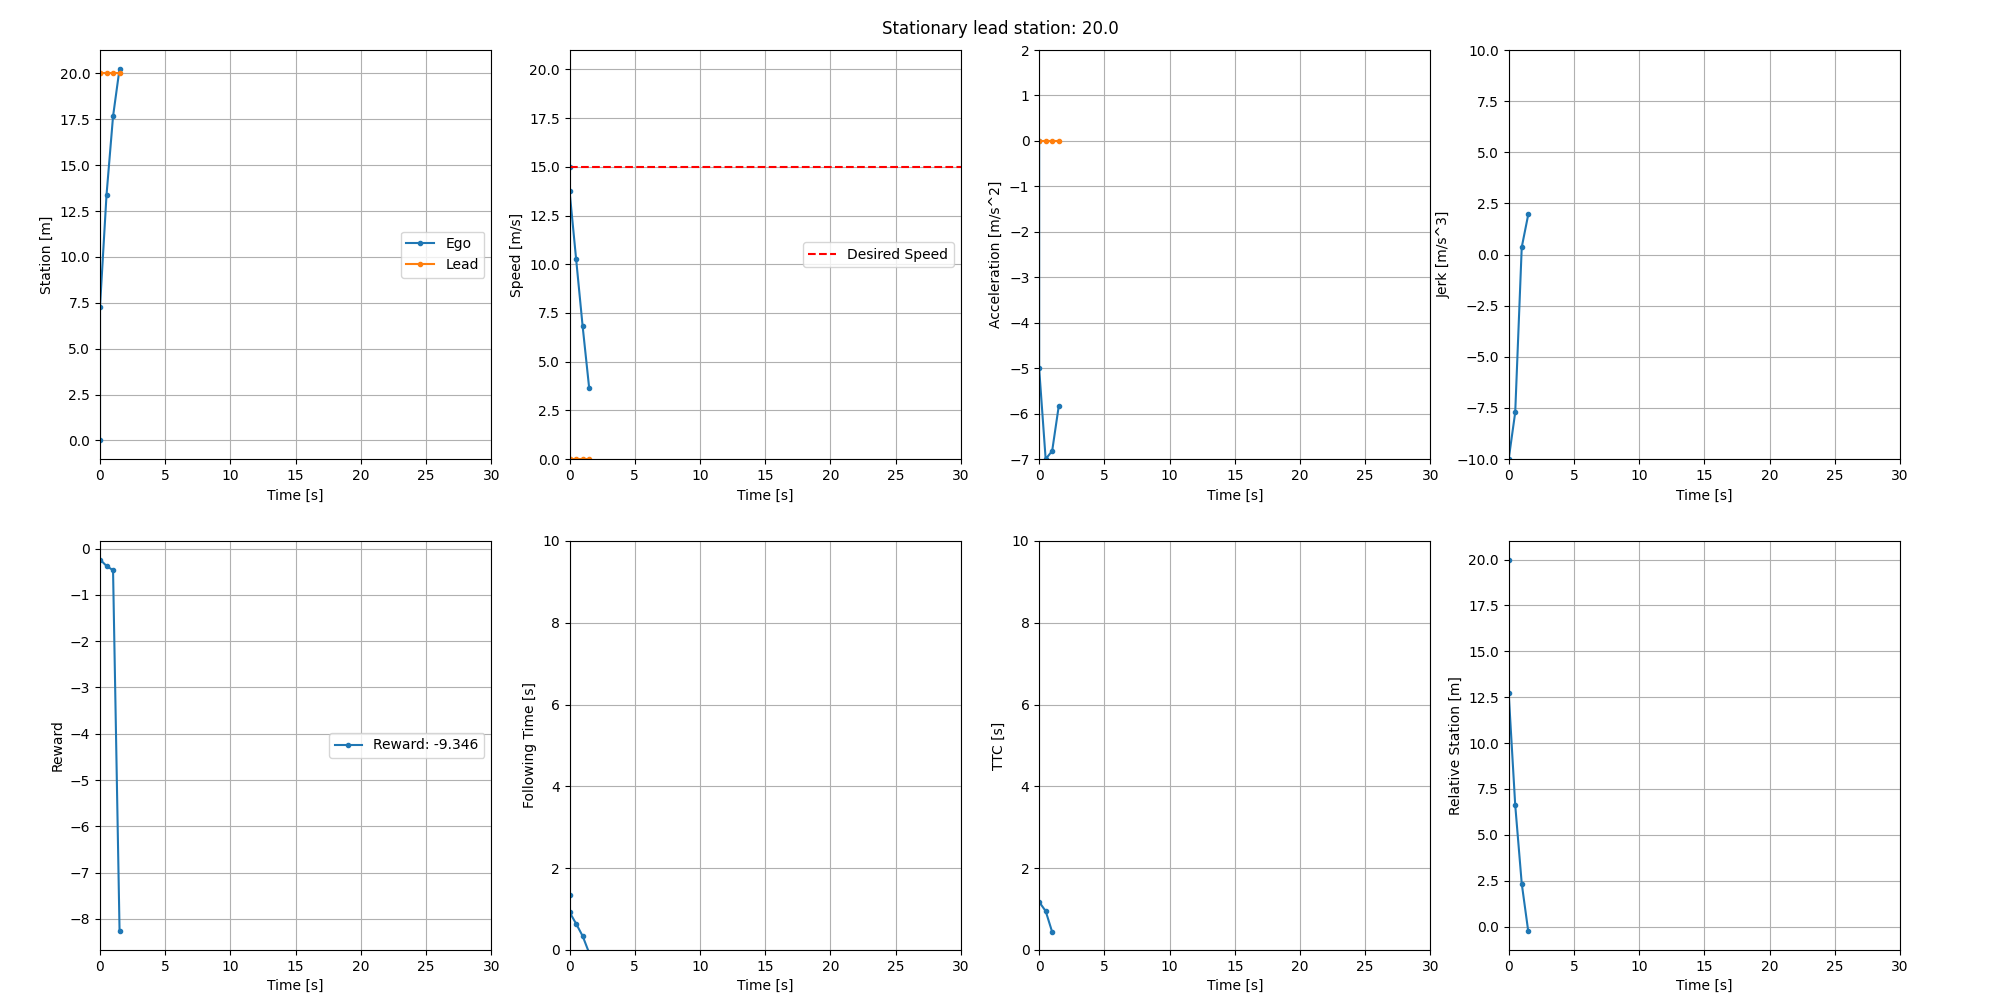 Stationary lead station: 20.0
Station [m]
20.0
17.5
15.0
12.5
10.0
7.5
5.0
2.5
0.0
Ego
Lead
0 5 10 15 20 25 30
Time [s]
Speed [m/s]
20.0
17.5
15.0
12.5
10.0
7.5
5.0
2.5
0.0
Desired Speed
0 5 10 15 20 25 30
Time [s]
Acceleration [m/s^2]
2
1
0
−1
−2
−3
−4
−5
−6
−7
0 5 10 15 20 25 30
Time [s]
Jerk [m/s^3]
10.0
7.5
5.0
2.5
0.0
−2.5
−5.0
−7.5
−10.0
0 5 10 15 20 25 30
Time [s]
Reward
0
−1
−2
−3
−4
−5
−6
−7
−8
Reward: -9.346
0 5 10 15 20 25 30
Time [s]
Following Time [s]
10
8
6
4
2
0
0 5 10 15 20 25 30
Time [s]
TTC [s]
10
8
6
4
2
0
0 5 10 15 20 25 30
Time [s]
Relative Station [m]
20.0
17.5
15.0
12.5
10.0
7.5
5.0
2.5
0.0
0 5 10 15 20 25 30
Time [s]